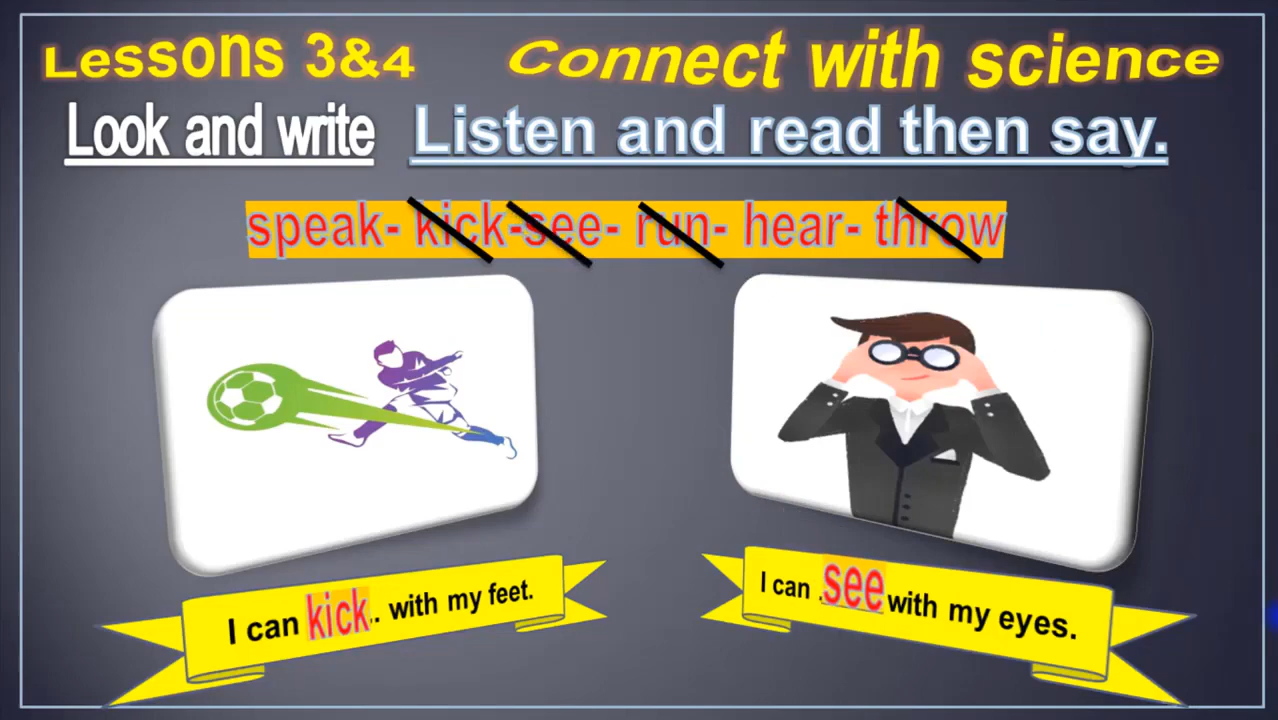 Lessons 3&4 Connect with science
Look and write Listen and read then say.
speak- kick-see- run- hear- throw
I can kick.. with my feet.
I can .see with my eyes.